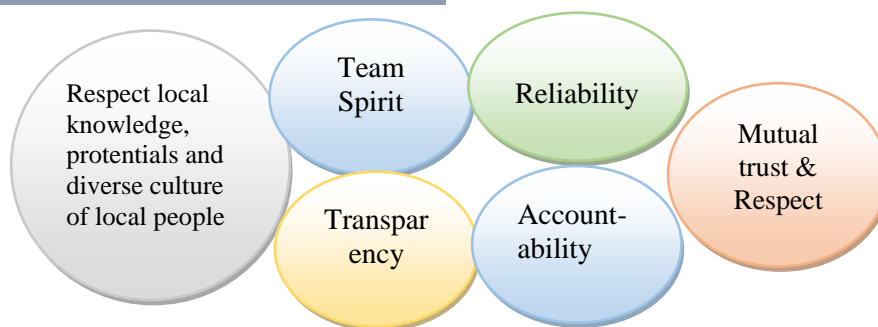 Respect local
knowledge,
protentials and
diverse culture
of local people
Team
Spirit
Reliability
Transpar
ency
Account-
ability
Mutual
trust &
Respect